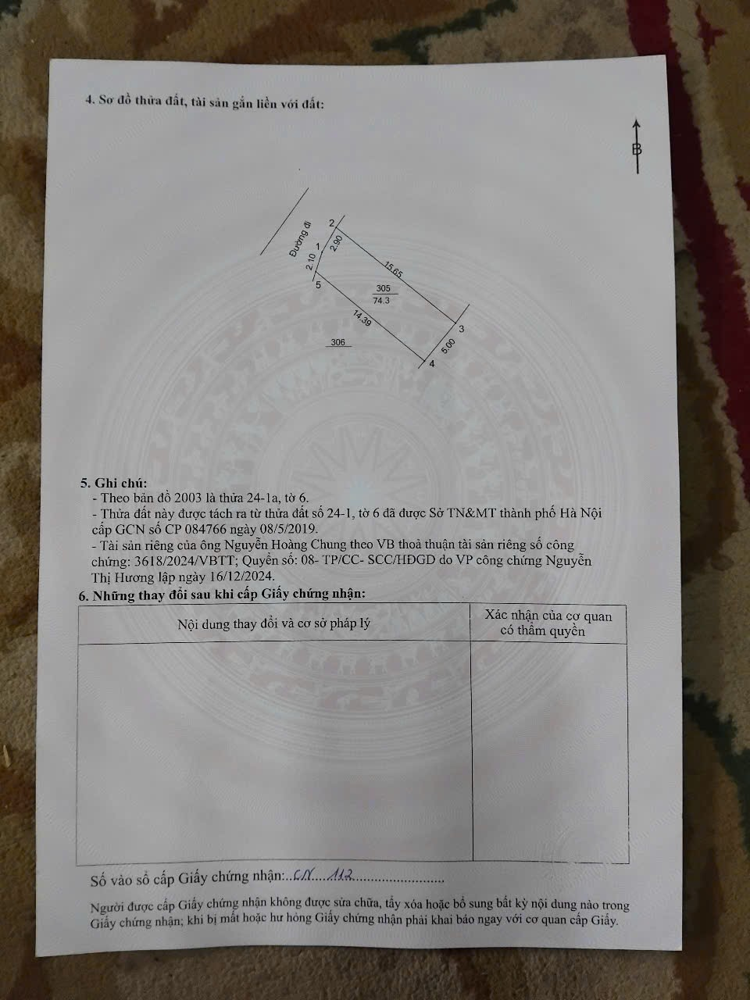 4. Sơ đồ thửa đất, tài sản gắn liền với đất:
B
Đường đi
2
1
2.90
2.10
5
15.65
305
74.3
14.39
306
3
5.00
4
5. Ghi chú:
- Theo bản đồ 2003 là thửa 24-1a, tờ 6.
- Thửa đất này được tách ra từ thửa đất số 24-1, tờ 6 đã được Sở TN&MT thành phố Hà Nội
cấp GCN số CP 084766 ngày 08/5/2019.
- Tài sản riêng của ông Nguyễn Hoàng Chung theo VB thoả thuận tài sản riêng số công
chứng: 3618/2024/VBTT; Quyển số: 08- TP/CC- SCC/HĐGD do VP công chứng Nguyễn
Thị Hương lập ngày 16/12/2024.
6. Những thay đổi sau khi cấp Giấy chứng nhận:
Nội dung thay đổi và cơ sở pháp lý
Xác nhận của cơ quan
có thẩm quyền
Số vào sổ cấp Giấy chứng nhận:..CN....112.........................
Người được cấp Giấy chứng nhận không được sửa chữa, tẩy xóa hoặc bổ sung bất kỳ nội dung nào trong
Giấy chứng nhận; khi bị mất hoặc hư hỏng Giấy chứng nhận phải khai báo ngay với cơ quan cấp Giấy.